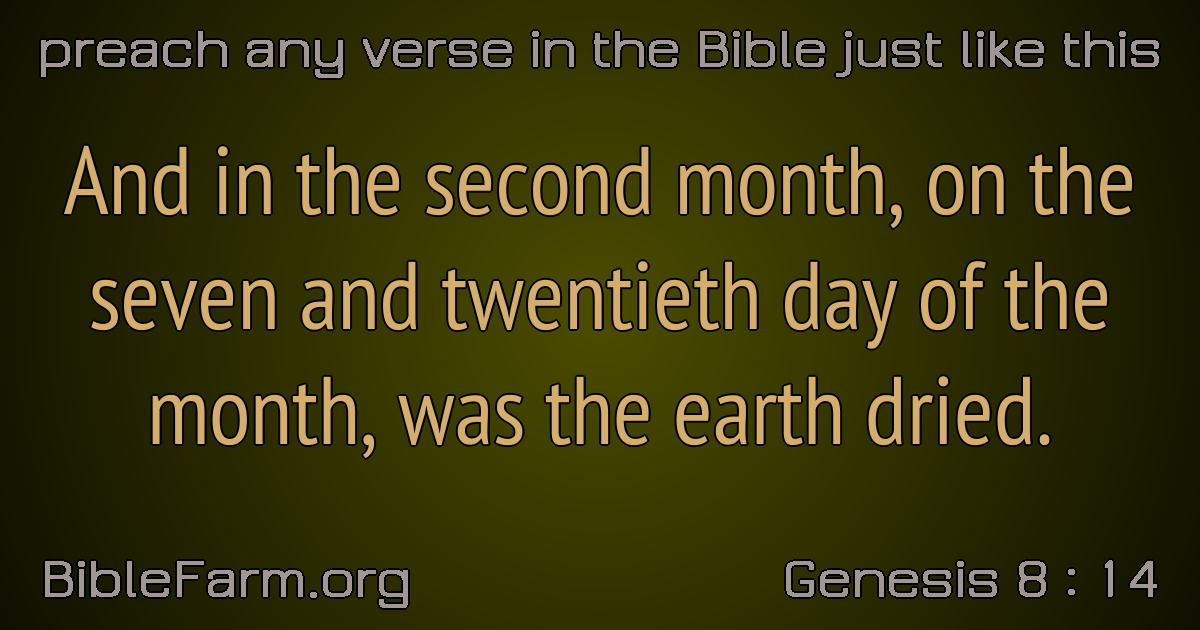 preach any verse in the Bible just like this
And in the second month, on the
seven and twentieth day of the
month, was the earth dried.
BibleFarm.org
Genesis 8 : 14